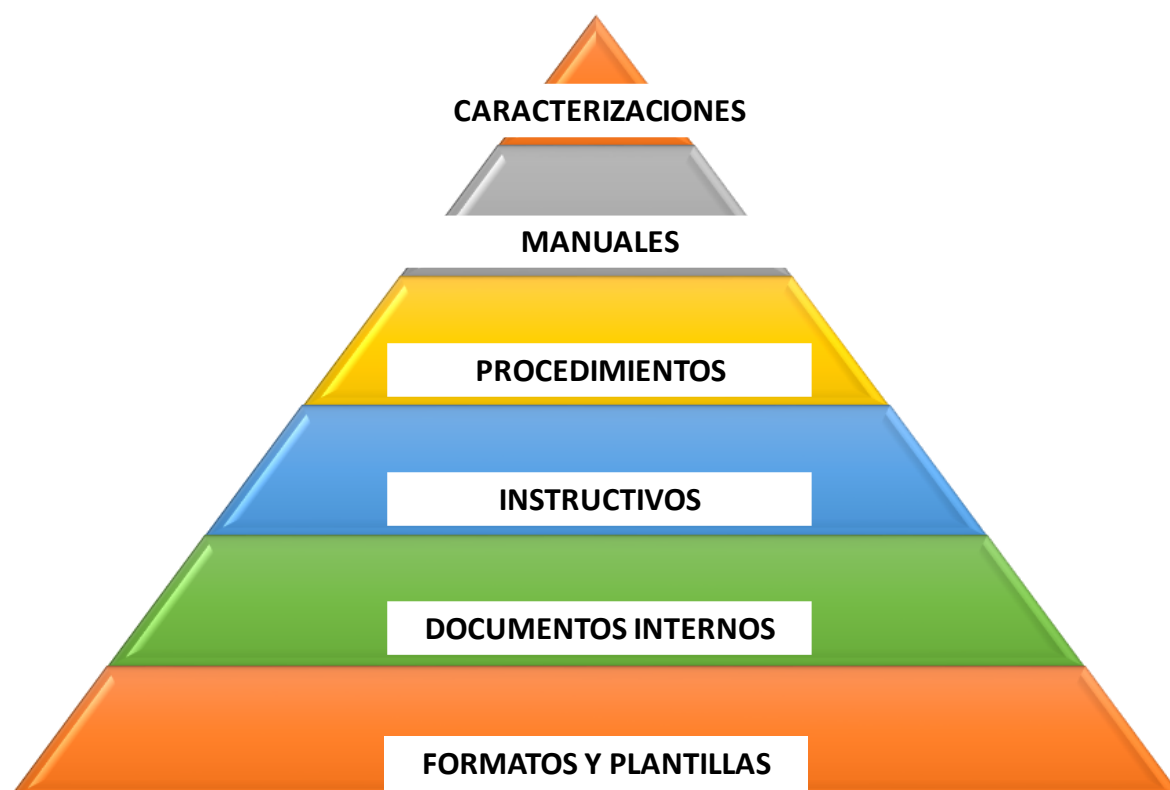 CARACTERIZACIONES
MANUALES
PROCEDIMIENTOS
INSTRUCTIVOS
DOCUMENTOS INTERNOS
FORMATOS Y PLANTILLAS